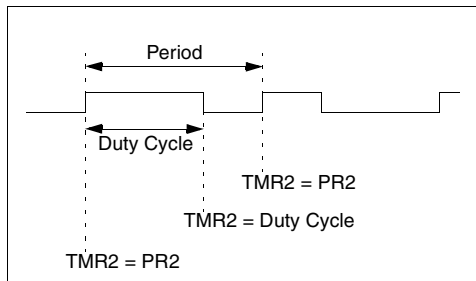 Period
Duty Cycle
TMR2 = PR2
TMR2 = Duty Cycle
TMR2 = PR2